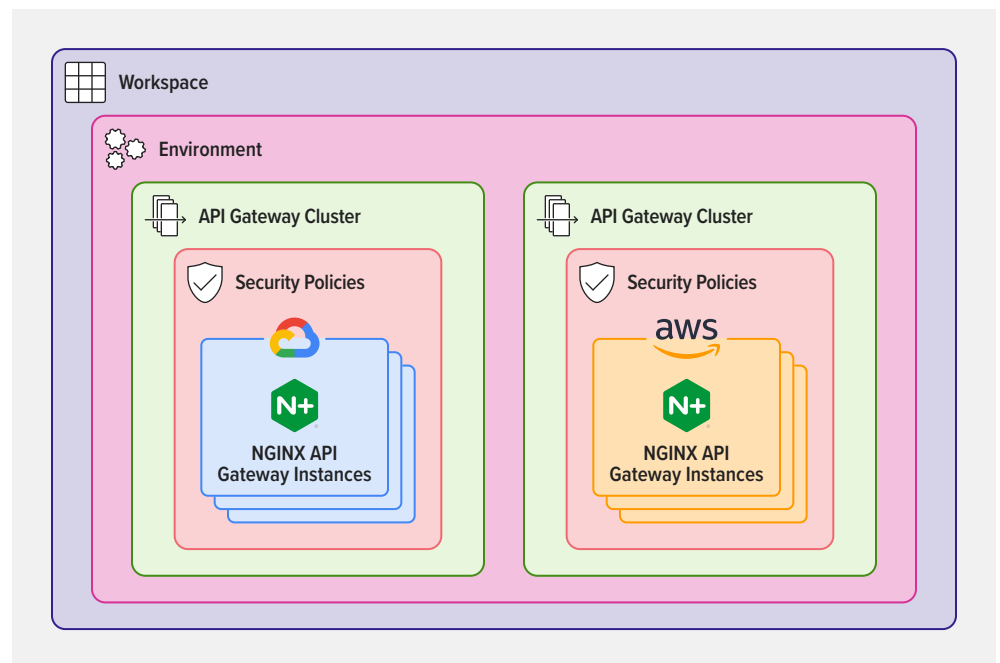 Workspace
Environment
API Gateway Cluster
API Gateway Cluster
Security Policies
Security Policies
aws
N+
N+
NGINX API
Gateway Instances
NGINX API
Gateway Instances